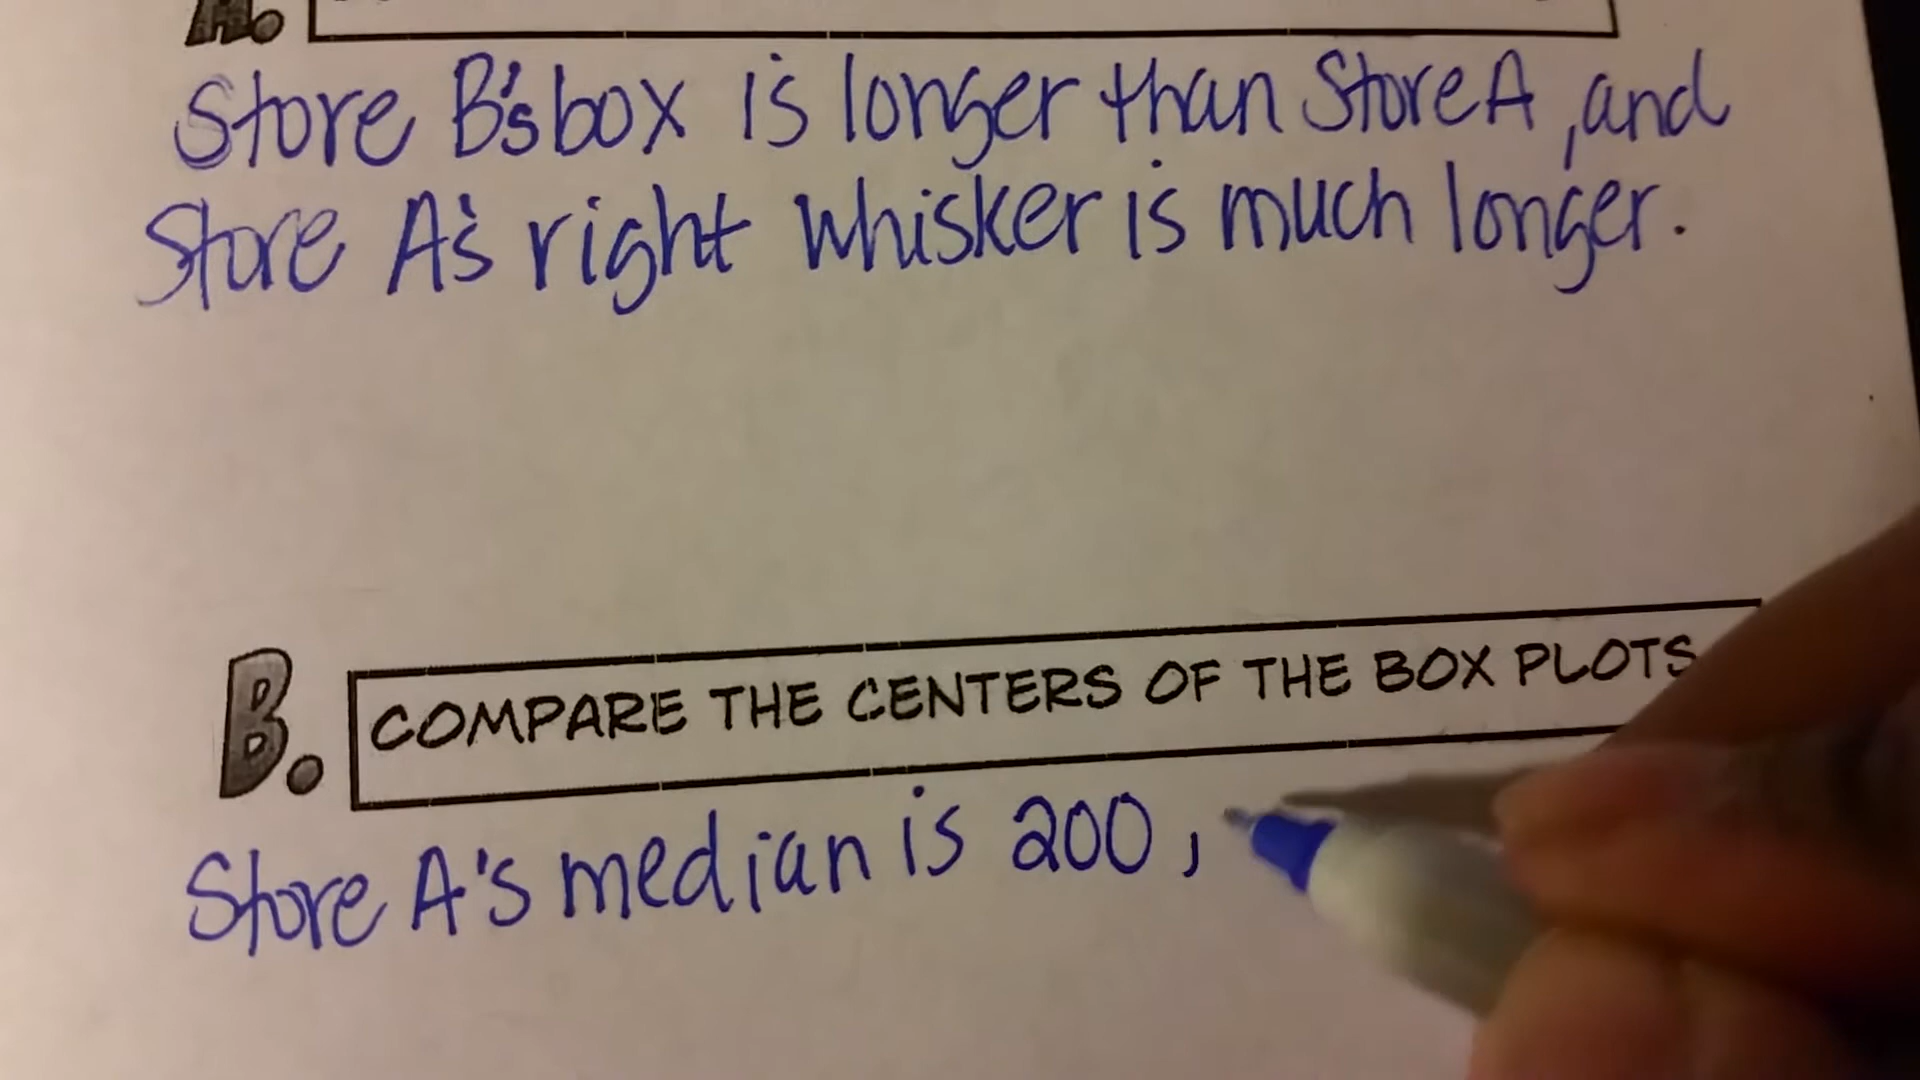 A.
Store B's box is longer than Store A, and
Store A's right whisker is much longer.
B. COMPARE THE CENTERS OF THE BOX PLOTS
Store A's median is 200,